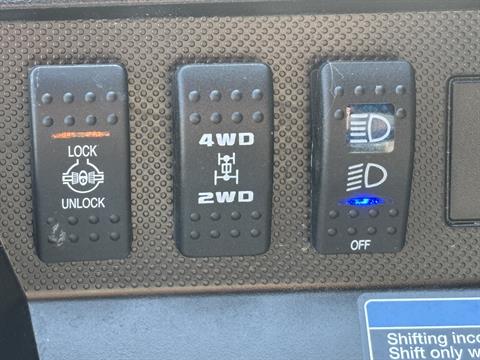 LOCK
UNLOCK
4WD
2WD
OFF
Shifting inco
Shift only w